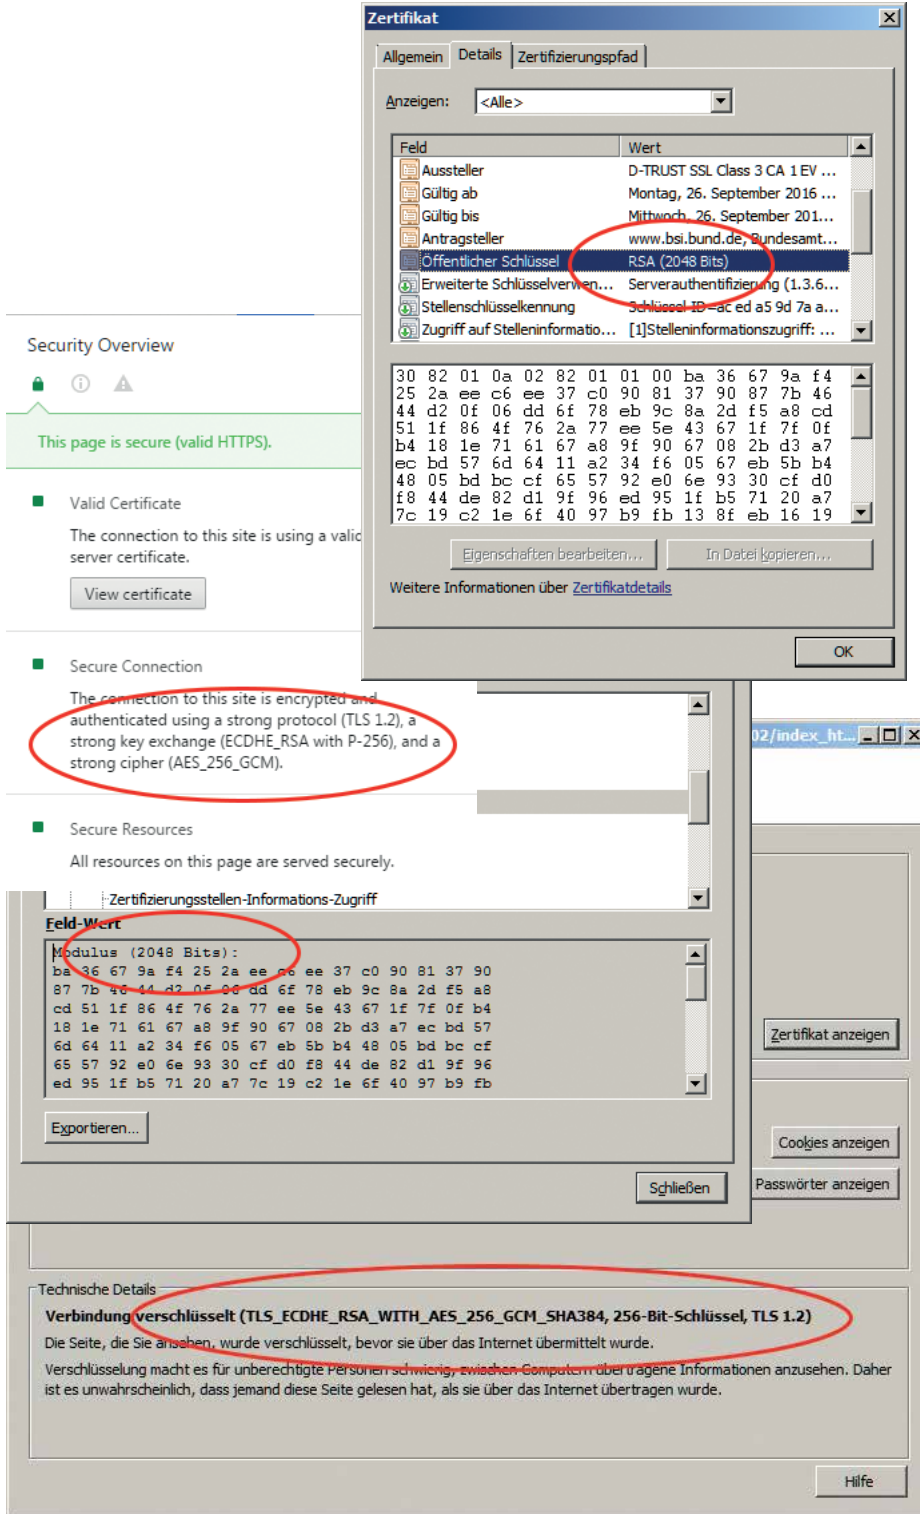 Zertifikat
Allgemein Details Zertifizierungspfad
Anzeigen: <Alle>
Feld Wert
Aussteller D-TRUST SSL Class 3 CA 1 EV ...
Gültig ab Montag, 26. September 2016 ...
Gültig bis Mittwoch, 26. September 201...
Antragsteller www.bsi.bund.de, Bundesamt...
Öffentlicher Schlüssel RSA (2048 Bits)
Erweiterte Schlüsselverwen... Serverauthentifizierung (1.3.6...
Stellenschlüsselkennung Schlüssel-ID=ac ed a5 9d 7a a...
Zugriff auf Stelleninformatio... [1]Stelleninformationszugriff: ...
30 82 01 0a 02 82 01 01 00 ba 36 67 9a f4
25 2a ee c6 ee 37 c0 90 81 37 90 87 7b 46
44 d2 0f 06 dd 6f 78 eb 9c 8a 2d f5 a8 cd
51 1f 86 4f 76 2a 77 ee 5e 43 67 1f 7f 0f
b4 18 1e 71 61 67 a8 9f 90 67 08 2b d3 a7
ec bd 57 6d 64 11 a2 34 f6 05 67 eb 5b b4
48 05 bd bc cf 65 57 92 e0 6e 93 30 cf d0
f8 44 de 82 d1 9f 96 ed 95 1f b5 71 20 a7
7c 19 c2 1e 6f 40 97 b9 fb 13 8f eb 16 19
Eigenschaften bearbeiten... In Datei kopieren...
Weitere Informationen über Zertifikatdetails
OK
Security Overview
This page is secure (valid HTTPS).
Valid Certificate
The connection to this site is using a valid
server certificate.
View certificate
Secure Connection
The connection to this site is encrypted and
authenticated using a strong protocol (TLS 1.2), a
strong key exchange (ECDHE_RSA with P-256), and a
strong cipher (AES_256_GCM).
Secure Resources
All resources on this page are served securely.
02/index_ht...
Zertifizierungsstellen-Informations-Zugriff
Feld-Wert
Modulus (2048 Bits):
ba 36 67 9a f4 25 2a ee c6 ee 37 c0 90 81 37 90
87 7b 46 44 d2 0f 06 dd 6f 78 eb 9c 8a 2d f5 a8
cd 51 1f 86 4f 76 2a 77 ee 5e 43 67 1f 7f 0f b4
18 1e 71 61 67 a8 9f 90 67 08 2b d3 a7 ec bd 57
6d 64 11 a2 34 f6 05 67 eb 5b b4 48 05 bd bc cf
65 57 92 e0 6e 93 30 cf d0 f8 44 de 82 d1 9f 96
ed 95 1f b5 71 20 a7 7c 19 c2 1e 6f 40 97 b9 fb
Exportieren...
Schließen
Zertifikat anzeigen
Cookies anzeigen
Passwörter anzeigen
Technische Details
Verbindung verschlüsselt (TLS_ECDHE_RSA_WITH_AES_256_GCM_SHA384, 256-Bit-Schlüssel, TLS 1.2)
Die Seite, die Sie ansehen, wurde verschlüsselt, bevor sie über das Internet übermittelt wurde.
Verschlüsselung macht es für unberechtigte Personen schwierig, zwischen Computern übertragene Informationen anzusehen. Daher
ist es unwahrscheinlich, dass jemand diese Seite gelesen hat, als sie über das Internet übertragen wurde.
Hilfe